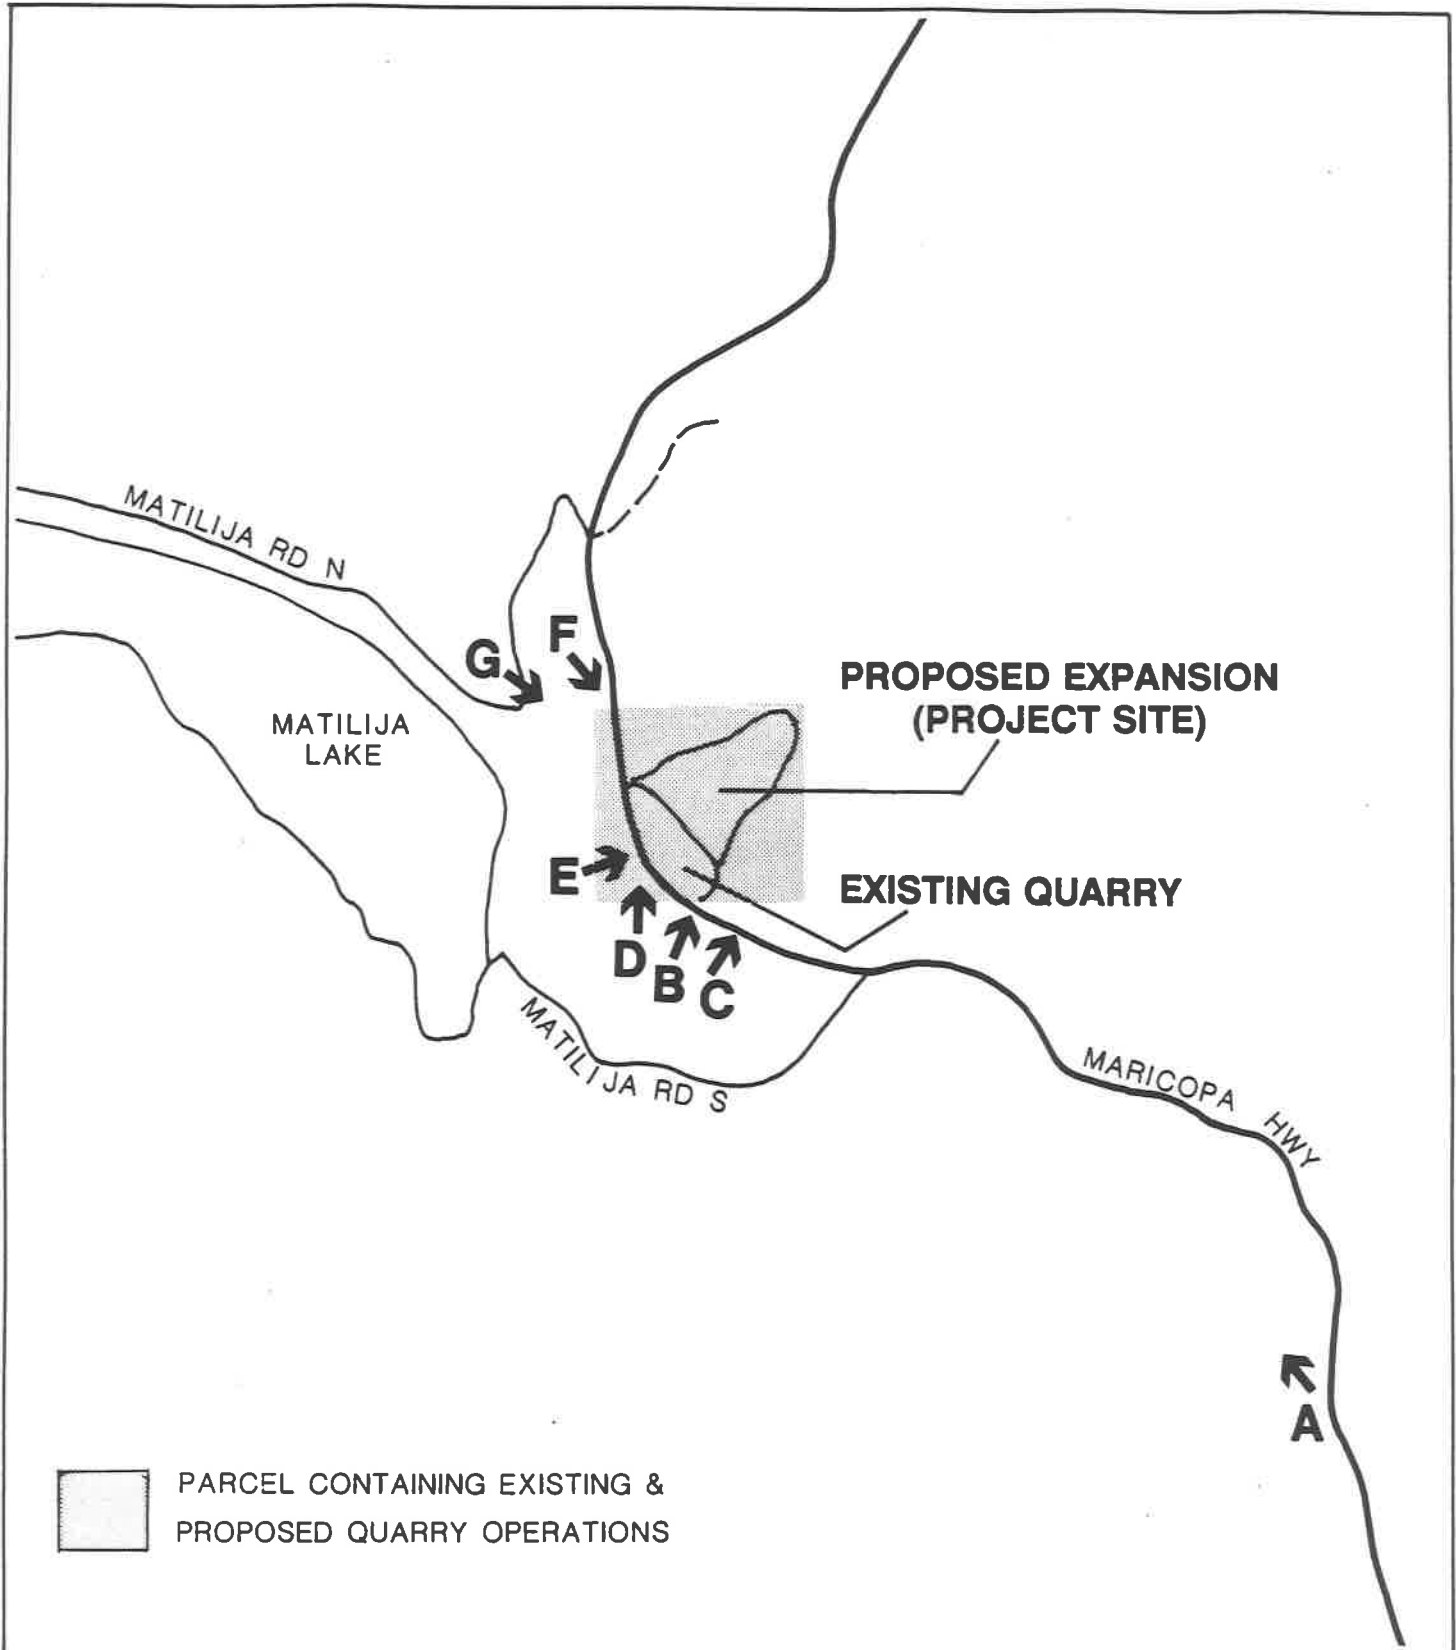 MATILIJA RD N
G
F
PROPOSED EXPANSION
(PROJECT SITE)
MATILIJA
LAKE
E
EXISTING QUARRY
D
B
C
MATILIJA RD S
MARICOPA HWY
A
PARCEL CONTAINING EXISTING &
PROPOSED QUARRY OPERATIONS